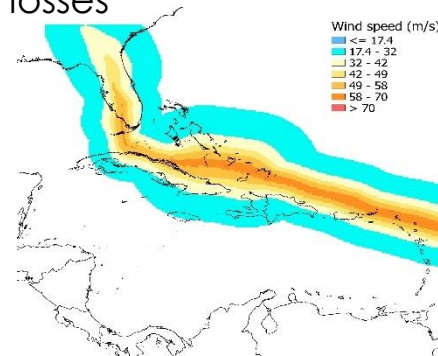 losses
Wind speed (m/s)
<= 17.4
17.4 - 32
32 - 42
42 - 49
49 - 58
58 - 70
> 70